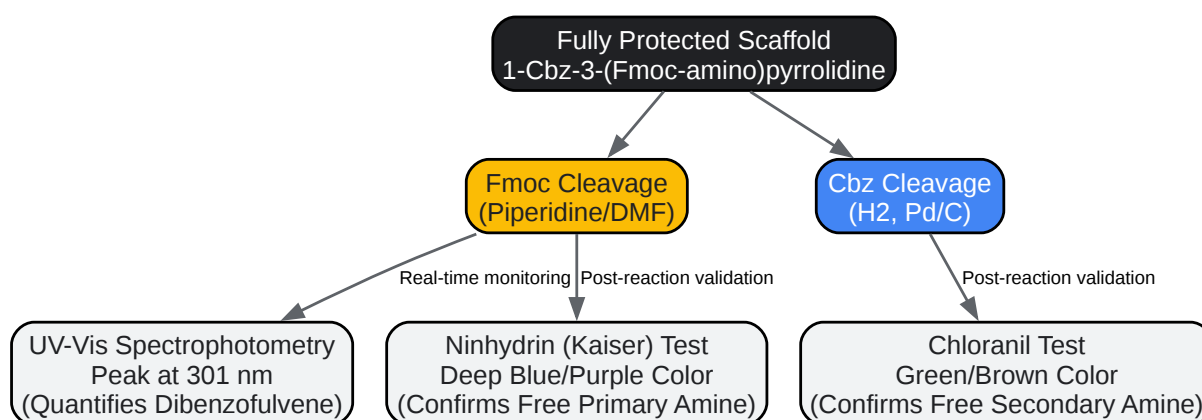 Fully Protected Scaffold
1-Cbz-3-(Fmoc-amino)pyrrolidine
Fmoc Cleavage
(Piperidine/DMF)
Cbz Cleavage
(H2, Pd/C)
Real-time monitoring
Post-reaction validation
Post-reaction validation
UV-Vis Spectrophotometry
Peak at 301 nm
(Quantifies Dibenzofulvene)
Ninhydrin (Kaiser) Test
Deep Blue/Purple Color
(Confirms Free Primary Amine)
Chloranil Test
Green/Brown Color
(Confirms Free Secondary Amine)